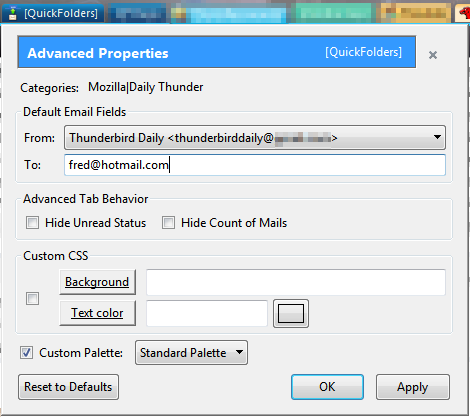 [QuickFolders]
Advanced Properties [QuickFolders]
Categories: Mozilla|Daily Thunder
Default Email Fields
From: Thunderbird Daily <thunderbirddaily@ >
To: fred@hotmail.com
Advanced Tab Behavior
Hide Unread Status Hide Count of Mails
Custom CSS
Background
Text color
Custom Palette: Standard Palette
Reset to Defaults OK Apply